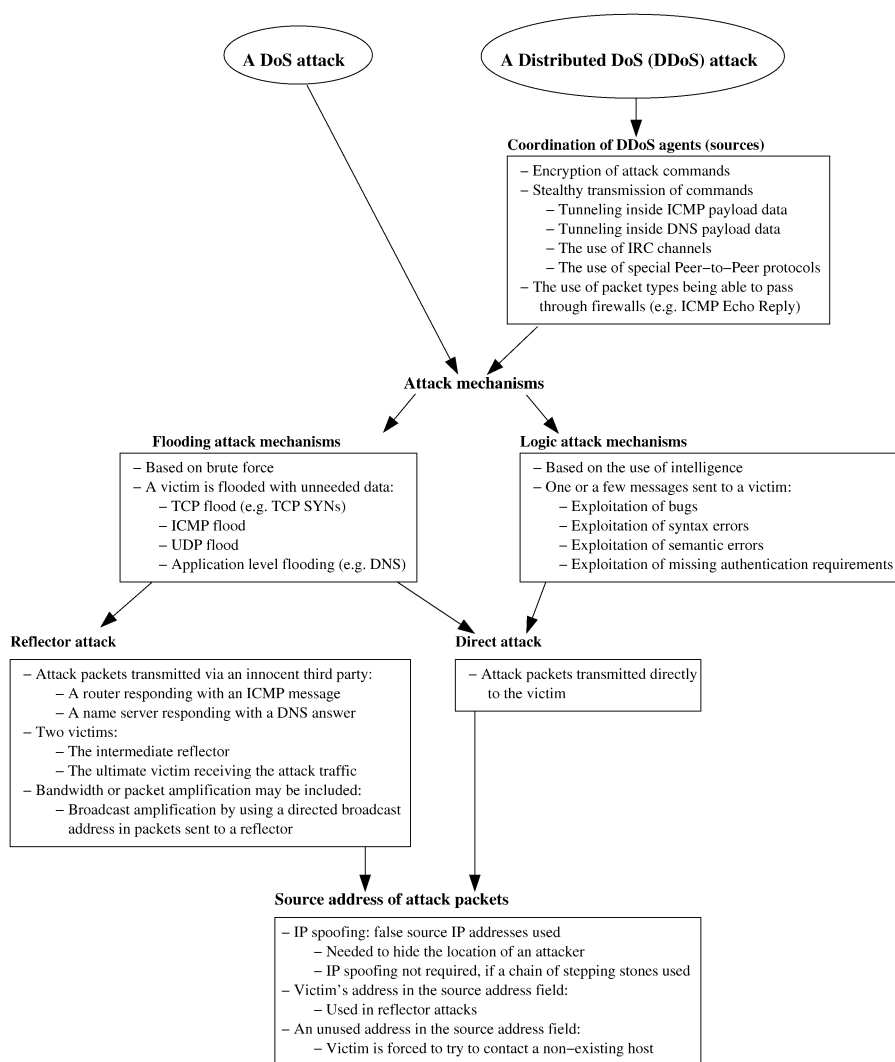 A DoS attack
A Distributed DoS (DDoS) attack
Coordination of DDoS agents (sources)
− Encryption of attack commands
− Stealthy transmission of commands
− Tunneling inside ICMP payload data
− Tunneling inside DNS payload data
− The use of IRC channels
− The use of special Peer−to−Peer protocols
− The use of packet types being able to pass
through firewalls (e.g. ICMP Echo Reply)
Attack mechanisms
Flooding attack mechanisms
− Based on brute force
− A victim is flooded with unneeded data:
− TCP flood (e.g. TCP SYNs)
− ICMP flood
− UDP flood
− Application level flooding (e.g. DNS)
Logic attack mechanisms
− Based on the use of intelligence
− One or a few messages sent to a victim:
− Exploitation of bugs
− Exploitation of syntax errors
− Exploitation of semantic errors
− Exploitation of missing authentication requirements
Reflector attack
− Attack packets transmitted via an innocent third party:
− A router responding with an ICMP message
− A name server responding with a DNS answer
− Two victims:
− The intermediate reflector
− The ultimate victim receiving the attack traffic
− Bandwidth or packet amplification may be included:
− Broadcast amplification by using a directed broadcast
address in packets sent to a reflector
Direct attack
− Attack packets transmitted directly
to the victim
Source address of attack packets
− IP spoofing: false source IP addresses used
− Needed to hide the location of an attacker
− IP spoofing not required, if a chain of stepping stones used
− Victim's address in the source address field:
− Used in reflector attacks
− An unused address in the source address field:
− Victim is forced to try to contact a non−existing host